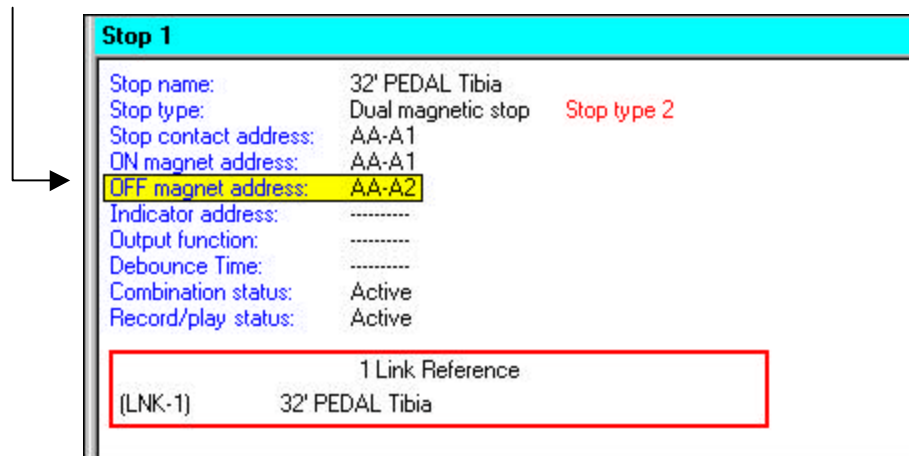 Stop 1
Stop name: 32' PEDAL Tibia
Stop type: Dual magnetic stop Stop type 2
Stop contact address: AA-A1
ON magnet address: AA-A1
OFF magnet address: AA-A2
Indicator address: ----------
Output function: ----------
Debounce Time: ----------
Combination status: Active
Record/play status: Active
1 Link Reference
(LNK-1) 32' PEDAL Tibia